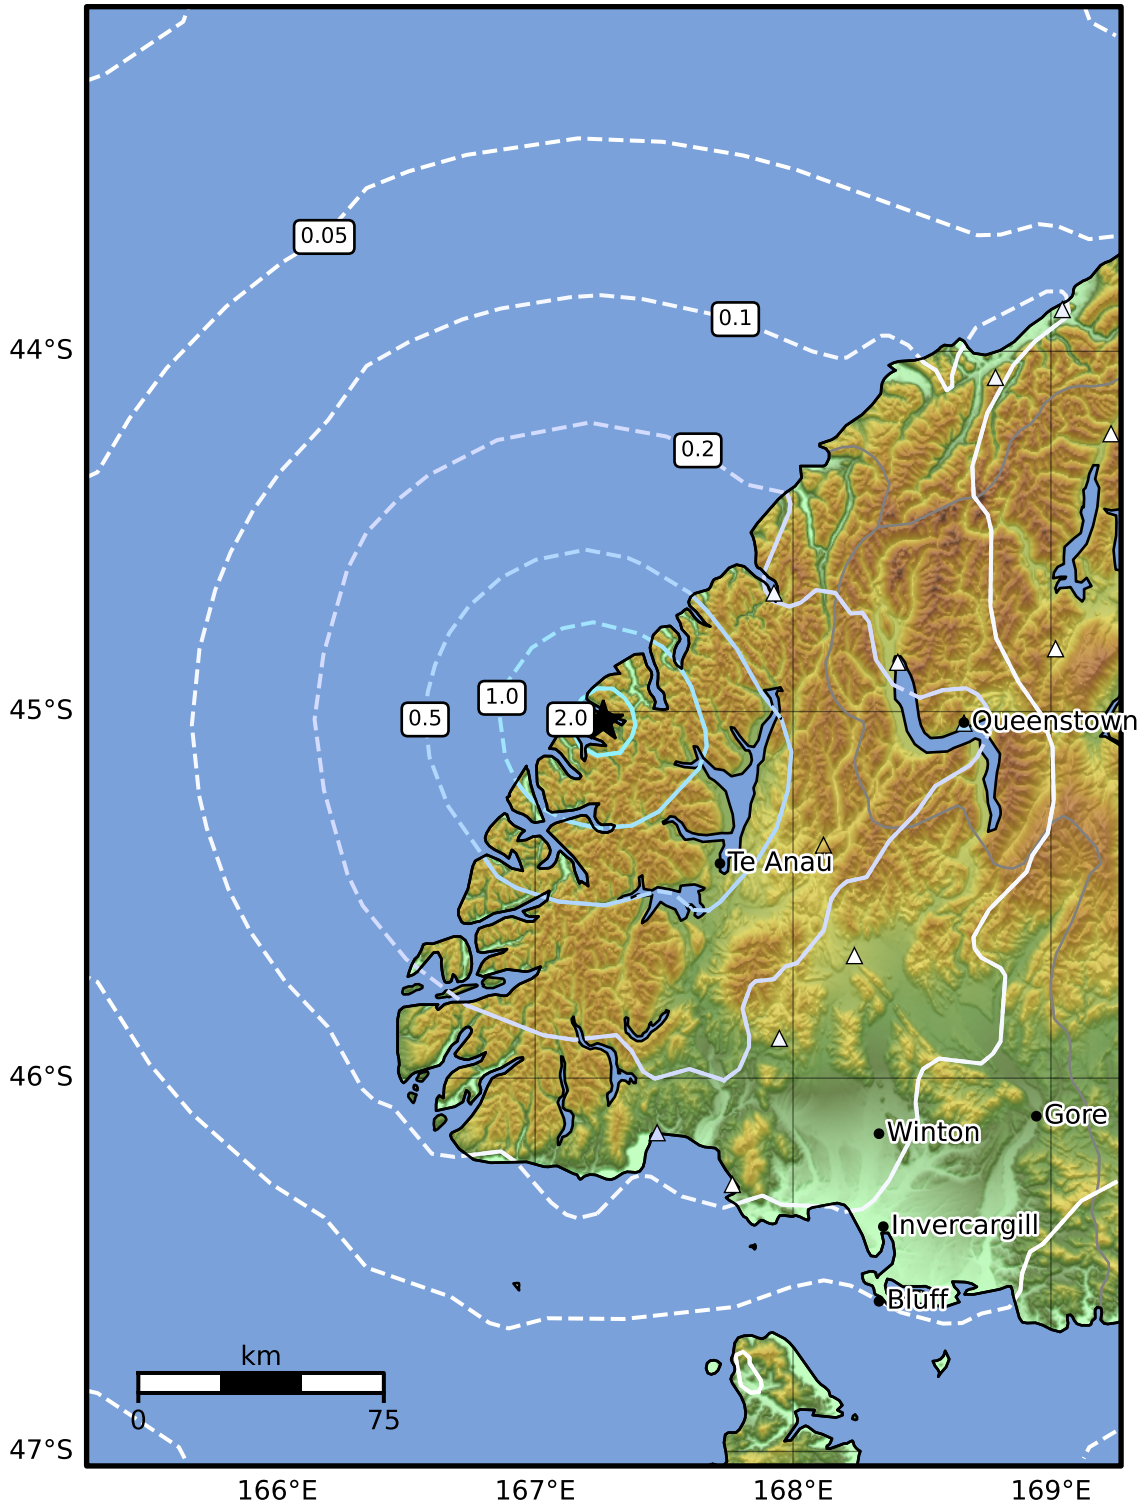 0.05
0.1
44°S
0.2
1.0
0.5
2.0
45°S
Queenstown
Te Anau
46°S
Gore
Winton
Invercargill
Bluff
km
0
75
47°S
166°E
167°E
168°E
169°E